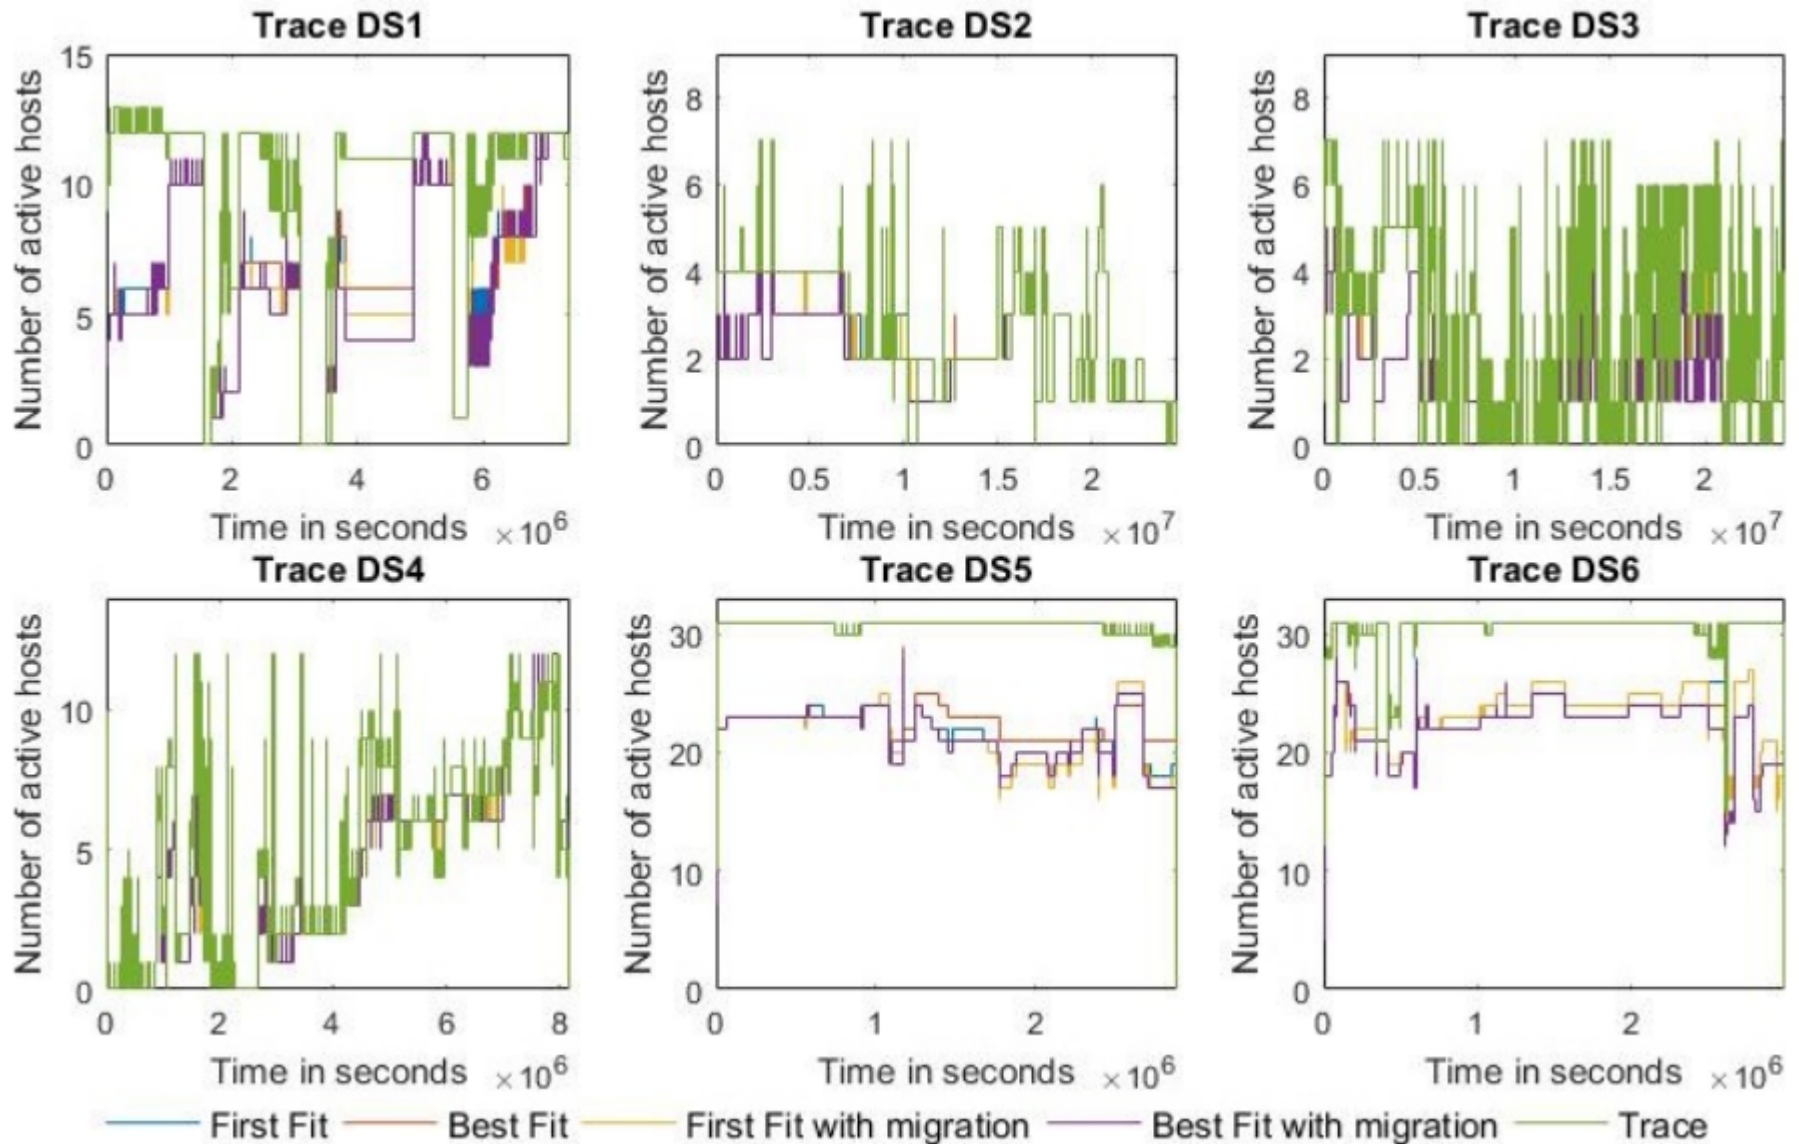 Trace DS1 Trace DS2 Trace DS3
Number of active hosts
15
10
5
0
0 2 4 6
Time in seconds ×10^6
Number of active hosts
8
6
4
2
0
0 0.5 1 1.5 2
Time in seconds ×10^7
Number of active hosts
8
6
4
2
0
0 0.5 1 1.5 2
Time in seconds ×10^7
Trace DS4 Trace DS5 Trace DS6
Number of active hosts
10
5
0
0 2 4 6 8
Time in seconds ×10^6
Number of active hosts
30
20
10
0
0 1 2
Time in seconds ×10^6
Number of active hosts
30
20
10
0
0 1 2
Time in seconds ×10^6
First Fit Best Fit First Fit with migration Best Fit with migration Trace